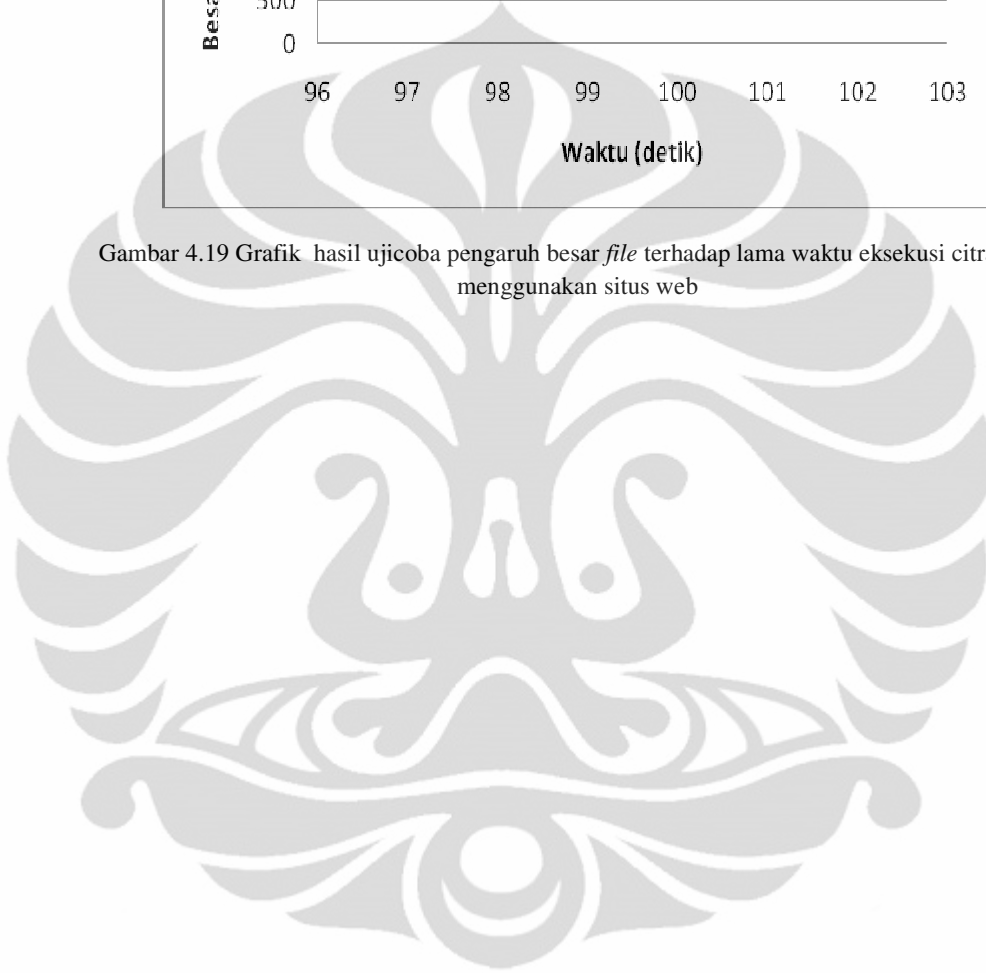 0
96 97 98 99 100 101 102 103
Waktu (detik)
Gambar 4.19 Grafik hasil ujicoba pengaruh besar file terhadap lama waktu eksekusi
menggunakan situs web